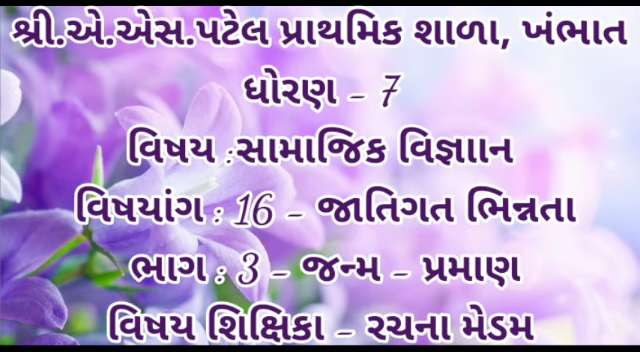 શ્રી.એ.એસ.પટેલ પ્રાથમિક શાળા, ખંભાત
ધોરણ - 7
વિષય :સામાજિક વિજ્ઞાાન
વિષયાંગ : 16 - જાતિગત ભિન્નતા
ભાગ : 3 - જન્મ - પ્રમાણ
વિષય શિક્ષિકા - રચના મેડમ